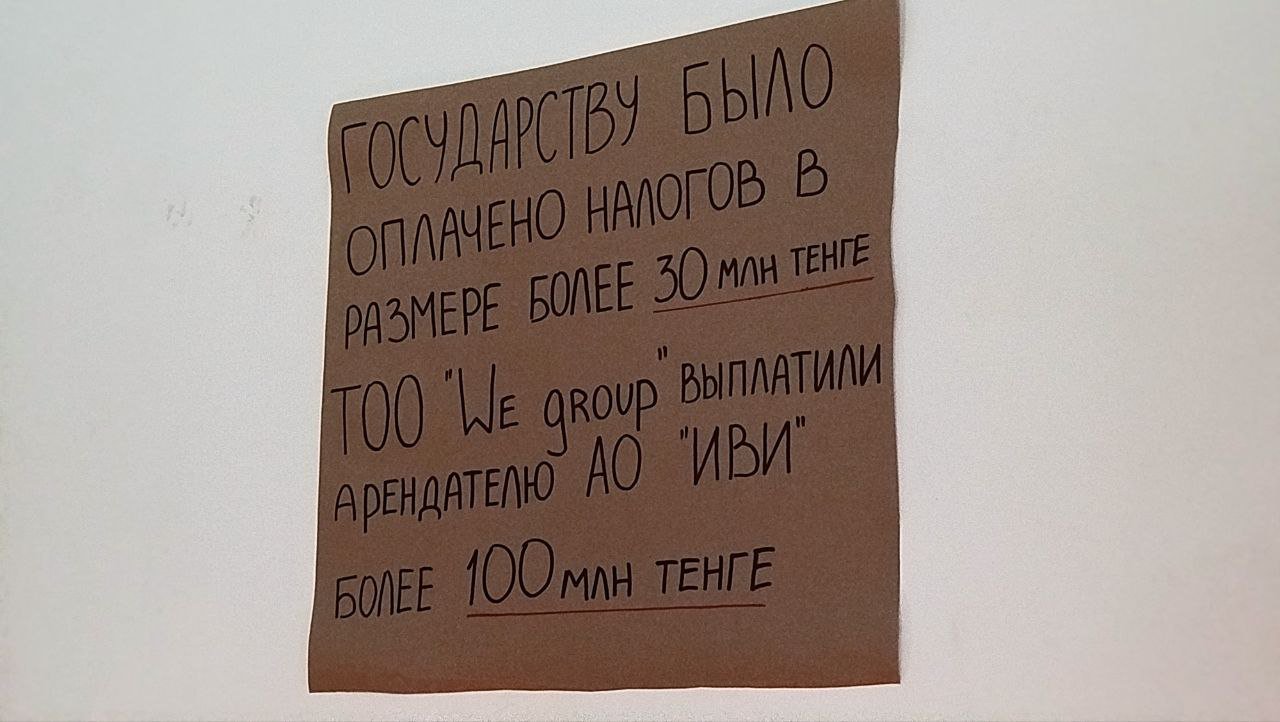 ГОСУДАРСТВУ БЫЛО
ОПЛАЧЕНО НАЛОГОВ В
РАЗМЕРЕ БОЛЕЕ 30 МЛН ТЕНГЕ
ТОО "We group" ВЫПЛАТИЛИ
АРЕНДАТЕЛЮ АО "ИВИ"
БОЛЕЕ 100 МЛН ТЕНГЕ